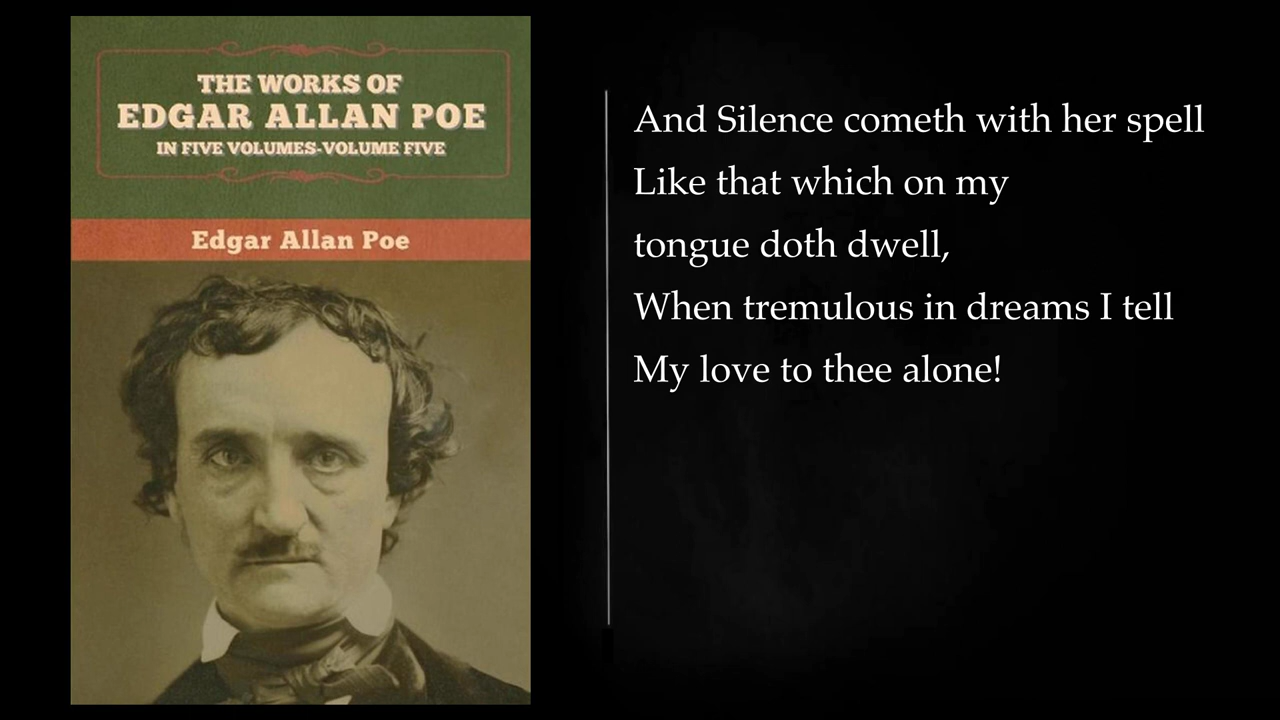 THE WORKS OF
EDGAR ALLAN POE
IN FIVE VOLUMES-VOLUME FIVE
Edgar Allan Poe
And Silence cometh with her spell
Like that which on my
tongue doth dwell,
When tremulous in dreams I tell
My love to thee alone!